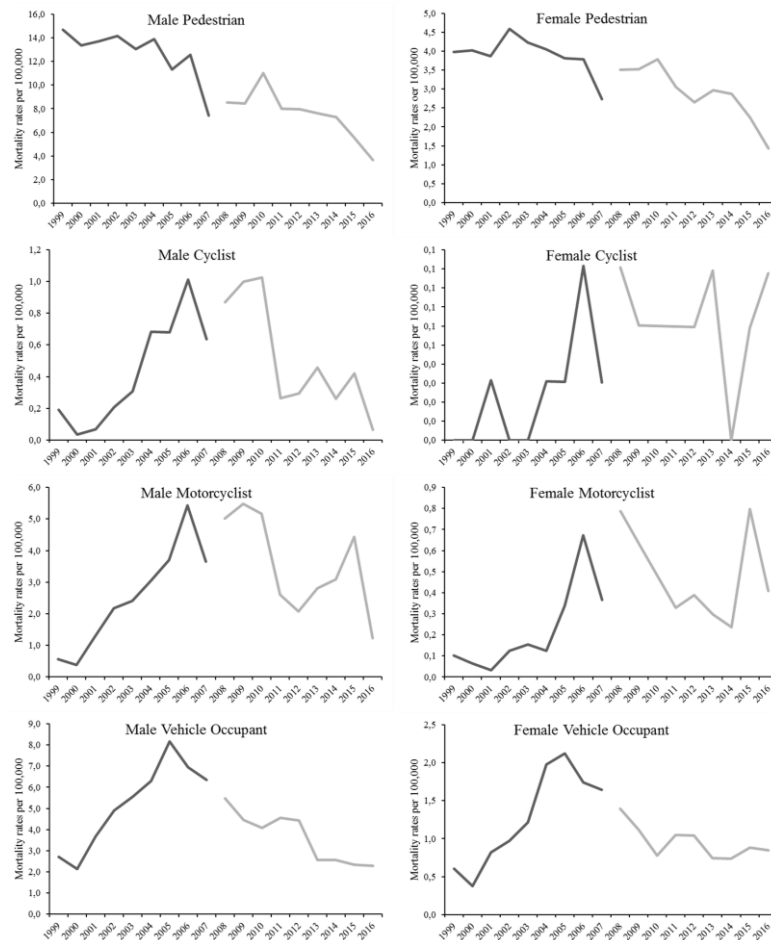 Male Pedestrian
Mortality rates per 100,000
16,0
14,0
12,0
10,0
8,0
6,0
4,0
2,0
0,0
1999 2000 2001 2002 2003 2004 2005 2006 2007 2008 2009 2010 2011 2012 2013 2014 2015 2016
Female Pedestrian
Mortality rates oer 100,000
5,0
4,5
4,0
3,5
3,0
2,5
2,0
1,5
1,0
0,5
0,0
1999 2000 2001 2002 2003 2004 2005 2006 2007 2008 2009 2010 2011 2012 2013 2014 2015 2016
Male Cyclist
Mortality rates per 100,000
1,2
1,0
0,8
0,6
0,4
0,2
0,0
1999 2000 2001 2002 2003 2004 2005 2006 2007 2008 2009 2010 2011 2012 2013 2014 2015 2016
Female Cyclist
Mortality rates per 100,000
0,1
0,1
0,1
0,1
0,1
0,1
0,0
0,0
0,0
0,0
0,0
1999 2000 2001 2002 2003 2004 2005 2006 2007 2008 2009 2010 2011 2012 2013 2014 2015 2016
Male Motorcyclist
Mortality rates per 100,000
6,0
5,0
4,0
3,0
2,0
1,0
0,0
1999 2000 2001 2002 2003 2004 2005 2006 2007 2008 2009 2010 2011 2012 2013 2014 2015 2016
Female Motorcyclist
Mortality rates per 100,000
0,9
0,8
0,7
0,6
0,5
0,4
0,3
0,2
0,1
0,0
1999 2000 2001 2002 2003 2004 2005 2006 2007 2008 2009 2010 2011 2012 2013 2014 2015 2016
Male Vehicle Occupant
Mortality rates per 100,000
9,0
8,0
7,0
6,0
5,0
4,0
3,0
2,0
1,0
0,0
1999 2000 2001 2002 2003 2004 2005 2006 2007 2008 2009 2010 2011 2012 2013 2014 2015 2016
Female Vehicle Occupant
Mortality rates per 100,000
2,5
2,0
1,5
1,0
0,5
0,0
1999 2000 2001 2002 2003 2004 2005 2006 2007 2008 2009 2010 2011 2012 2013 2014 2015 2016